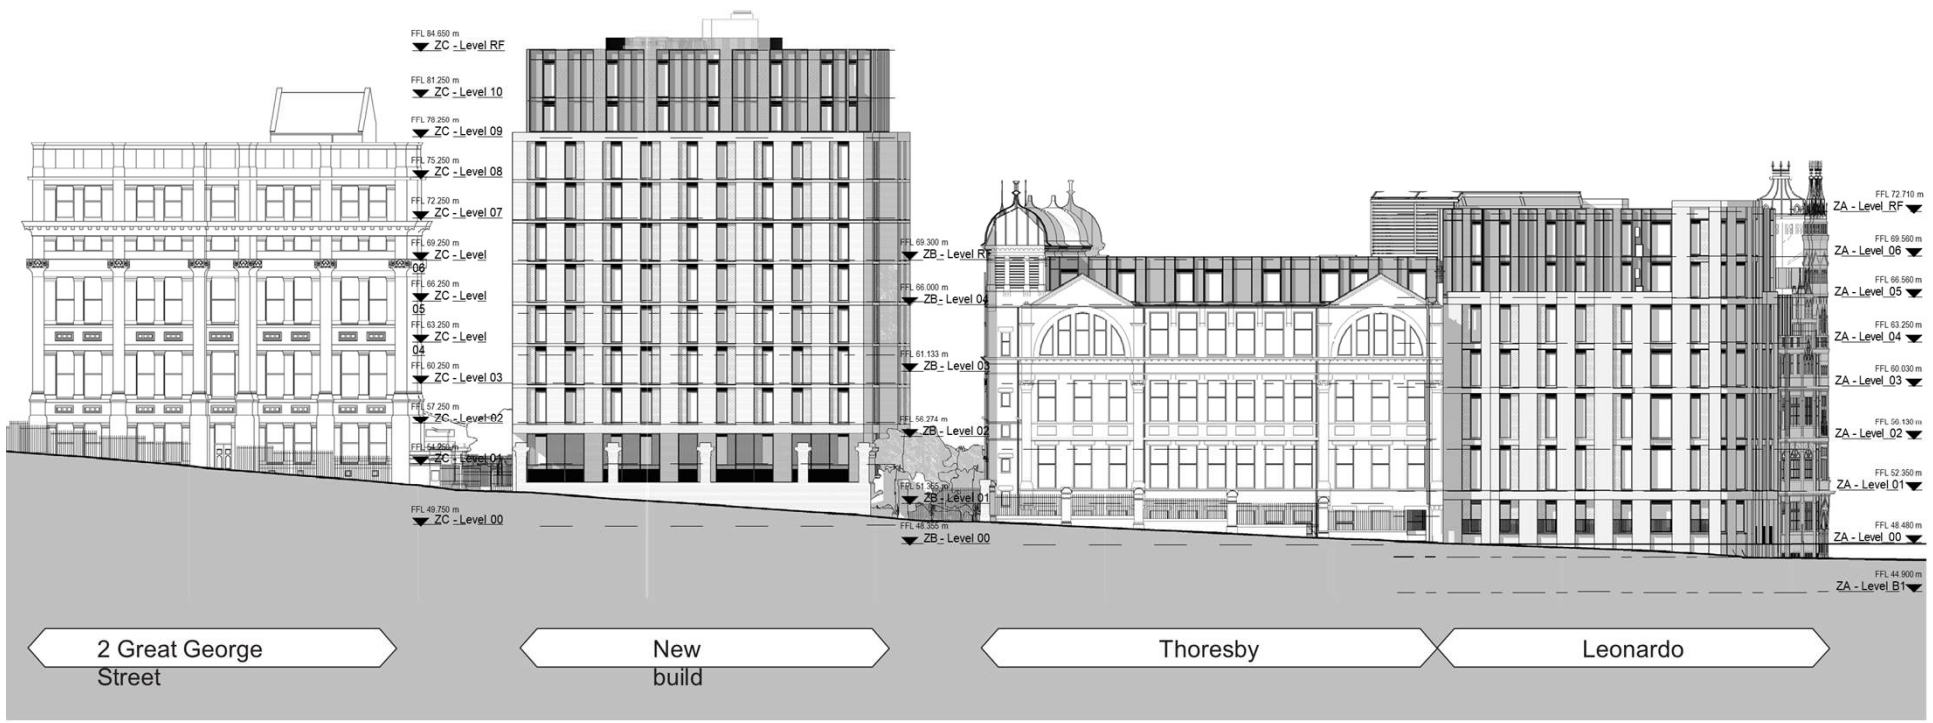 FFL 84.650 m
ZC - Level RF
FFL 81.250 m
ZC - Level 10
FFL 78.250 m
ZC - Level 09
FFL 75.250 m
ZC - Level 08
FFL 72.250 m
ZC - Level 07
FFL 69.250 m
ZC - Level
06
FFL 66.250 m
ZC - Level
05
FFL 63.250 m
ZC - Level
04
FFL 60.250 m
ZC - Level 03
FFL 57.250 m
ZC - Level 02
FFL 54.250 m
ZC - Level 01
FFL 49.750 m
ZC - Level 00
FFL 69.300 m
ZB - Level RF
FFL 66.000 m
ZB - Level 04
FFL 61.133 m
ZB - Level 03
FFL 56.274 m
ZB - Level 02
FFL 51.365 m
ZB - Level 01
FFL 48.355 m
ZB - Level 00
FFL 72.710 m
ZA - Level RF
FFL 69.560 m
ZA - Level 06
FFL 66.560 m
ZA - Level 05
FFL 63.250 m
ZA - Level 04
FFL 60.030 m
ZA - Level 03
FFL 56.130 m
ZA - Level 02
FFL 52.350 m
ZA - Level 01
FFL 48.480 m
ZA - Level 00
FFL 44.900 m
ZA - Level B1
2 Great George
Street
New
build
Thoresby
Leonardo